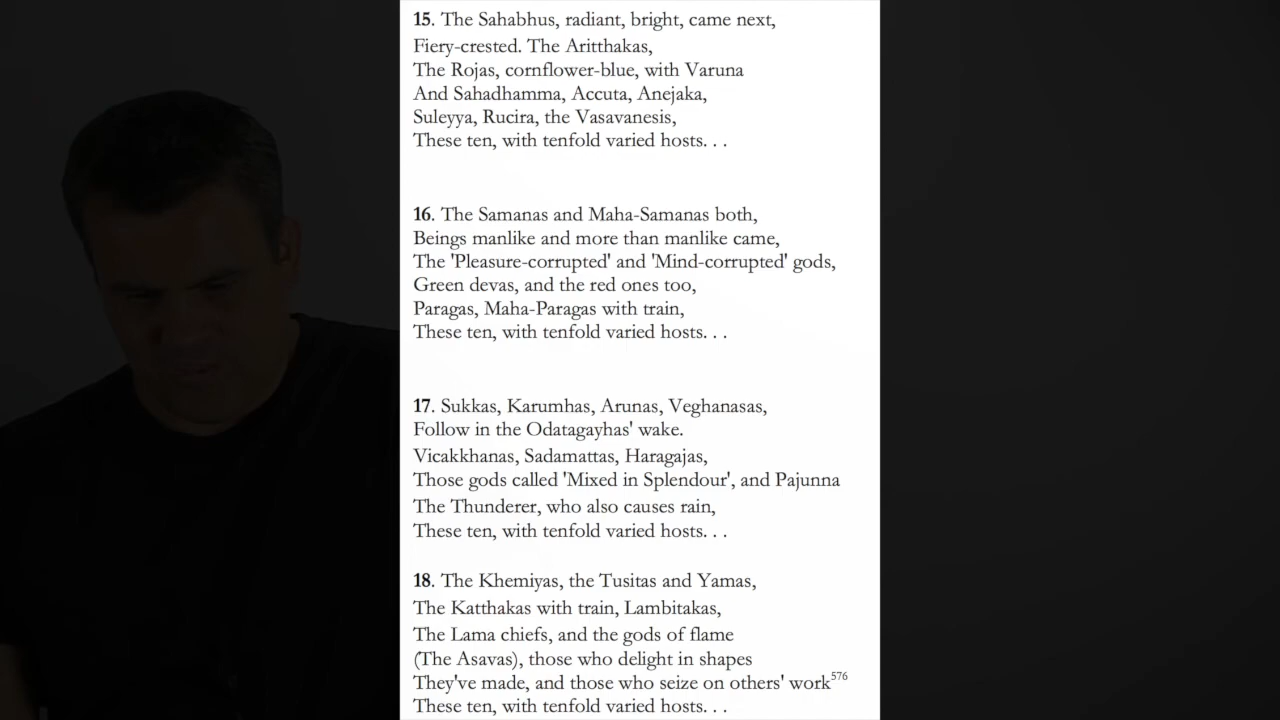 15. The Sahabhus, radiant, bright, came next,
Fiery-crested. The Aritthakas,
The Rojas, cornflower-blue, with Varuna
And Sahadhamma, Accuta, Anejaka,
Suleyya, Rucira, the Vasavanesis,
These ten, with tenfold varied hosts. . .
16. The Samanas and Maha-Samanas both,
Beings manlike and more than manlike came,
The 'Pleasure-corrupted' and 'Mind-corrupted' gods,
Green devas, and the red ones too,
Paragas, Maha-Paragas with train,
These ten, with tenfold varied hosts. . .
17. Sukkas, Karumhas, Arunas, Veghanasas,
Follow in the Odatagayhas' wake.
Vicakkhanas, Sadamattas, Haragajas,
Those gods called 'Mixed in Splendour', and Pajunna
The Thunderer, who also causes rain,
These ten, with tenfold varied hosts. . .
18. The Khemiyas, the Tusitas and Yamas,
The Katthakas with train, Lambitakas,
The Lama chiefs, and the gods of flame
(The Asavas), those who delight in shapes
They've made, and those who seize on others' work576
These ten, with tenfold varied hosts. . .